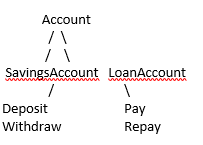 Account
/ \
/ \
SavingsAccount LoanAccount
/ \
Deposit Pay
Withdraw Repay